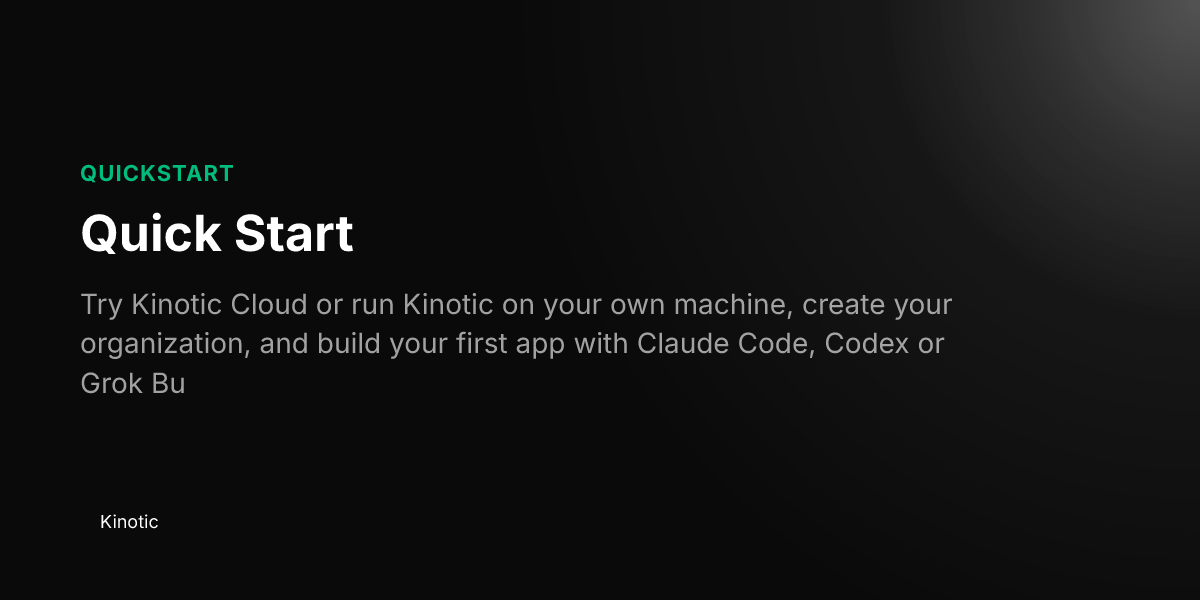 QUICKSTART
Quick Start
Try Kinotic Cloud or run Kinotic on your own machine, create your
organization, and build your first app with Claude Code, Codex or
Grok Bu
Kinotic